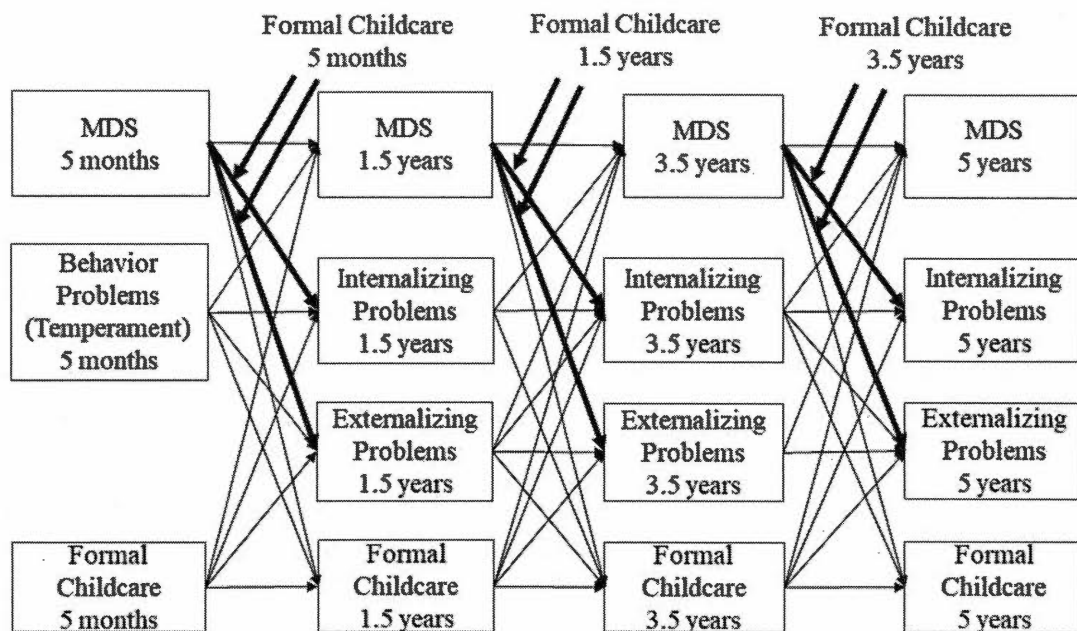 Formal Childcare
5 months
Formal Childcare
1.5 years
Formal Childcare
3.5 years
MDS
5 months
MDS
1.5 years
MDS
3.5 years
MDS
5 years
Behavior
Problems
(Temperament)
5 months
Internalizing
Problems
1.5 years
Internalizing
Problems
3.5 years
Internalizing
Problems
5 years
Externalizing
Problems
1.5 years
Externalizing
Problems
3.5 years
Externalizing
Problems
5 years
Formal
Childcare
5 months
Formal
Childcare
1.5 years
Formal
Childcare
3.5 years
Formal
Childcare
5 years